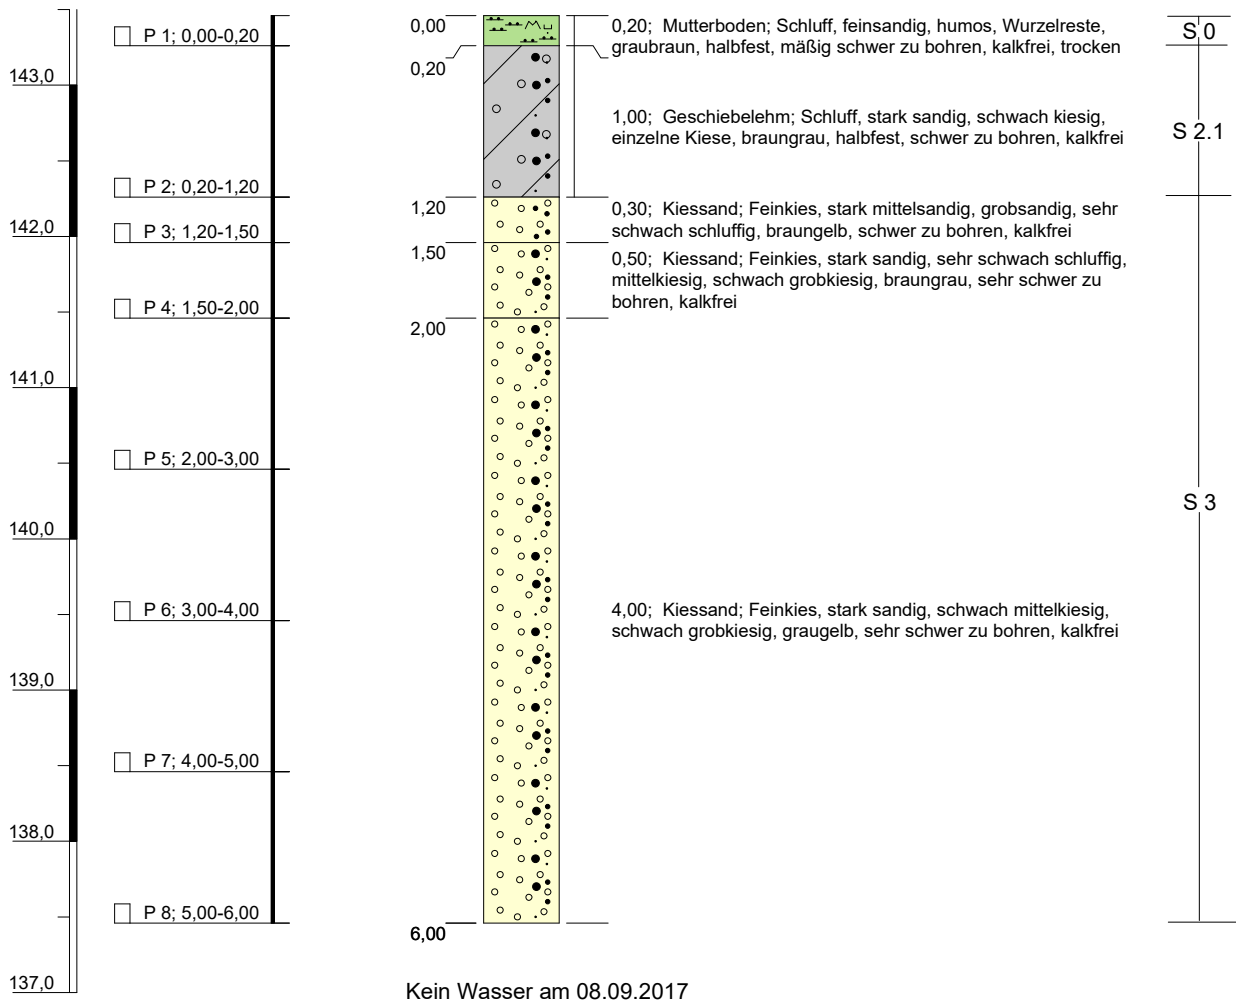 0,00
0,20; Mutterboden; Schluff, feinsandig, humos, Wurzelreste,
graubraun, halbfest, mäßig schwer zu bohren, kalkfrei, trocken
S 0
P 1; 0,00-0,20
0,20
143,0
1,00; Geschiebelehm; Schluff, stark sandig, schwach kiesig,
einzelne Kiese, braungrau, halbfest, schwer zu bohren, kalkfrei
S 2.1
P 2; 0,20-1,20
1,20
0,30; Kiessand; Feinkies, stark mittelsandig, grobsandig, sehr
schwach schluffig, braungelb, schwer zu bohren, kalkfrei
142,0
P 3; 1,20-1,50
1,50
0,50; Kiessand; Feinkies, stark sandig, sehr schwach schluffig,
mittelkiesig, schwach grobkiesig, braungrau, sehr schwer zu
bohren, kalkfrei
P 4; 1,50-2,00
2,00
141,0
P 5; 2,00-3,00
S 3
140,0
P 6; 3,00-4,00
4,00; Kiessand; Feinkies, stark sandig, schwach mittelkiesig,
schwach grobkiesig, graugelb, sehr schwer zu bohren, kalkfrei
139,0
P 7; 4,00-5,00
138,0
P 8; 5,00-6,00
6,00
137,0
Kein Wasser am 08.09.2017